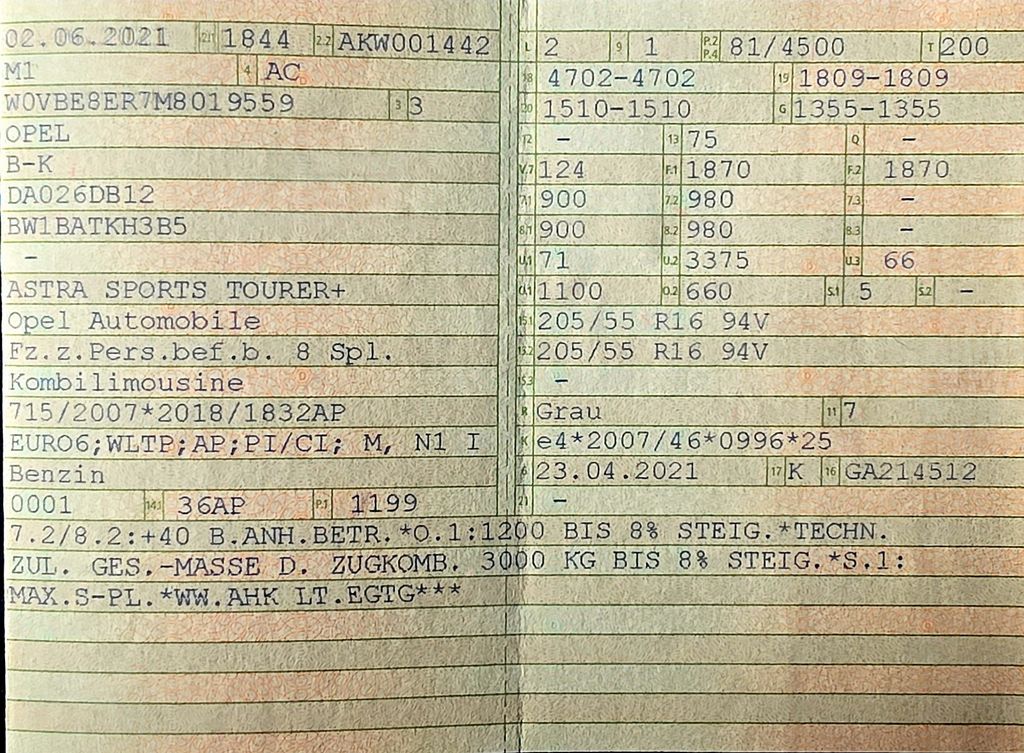 02.06.2021 2.1 1844 2.2 AKW001442
M1 4 AC
W0VBE8ER7M8019559 3 3
OPEL
B-K
DA026DB12
BW1BATKH3B5
-
ASTRA SPORTS TOURER+
Opel Automobile
Fz.z.Pers.bef.b. 8 Spl.
Kombilimousine
715/2007*2018/1832AP
EURO6;WLTP;AP;PI/CI; M, N1 I
Benzin
0001 14.1 36AP P.1 1199
L 2 9 1 P.2 P.4 81/4500 T 200
18 4702-4702 19 1809-1809
20 1510-1510 G 1355-1355
12 - 13 75 Q -
V.7 124 F.1 1870 F.2 1870
7.1 900 7.2 980 7.3 -
8.1 900 8.2 980 8.3 -
U.1 71 U.2 3375 U.3 66
O.1 1100 O.2 660 S.1 5 S.2 -
15.1 205/55 R16 94V
15.2 205/55 R16 94V
15.3 -
R Grau 11 7
K e4*2007/46*0996*25
6 23.04.2021 17 K 16 GA214512
21 -
7.2/8.2:+40 B.ANH.BETR.*O.1:1200 BIS 8% STEIG.*TECHN.
ZUL. GES.-MASSE D. ZUGKOMB. 3000 KG BIS 8% STEIG.*S.1:
MAX.S-PL.*WW.AHK LT.EGTG***